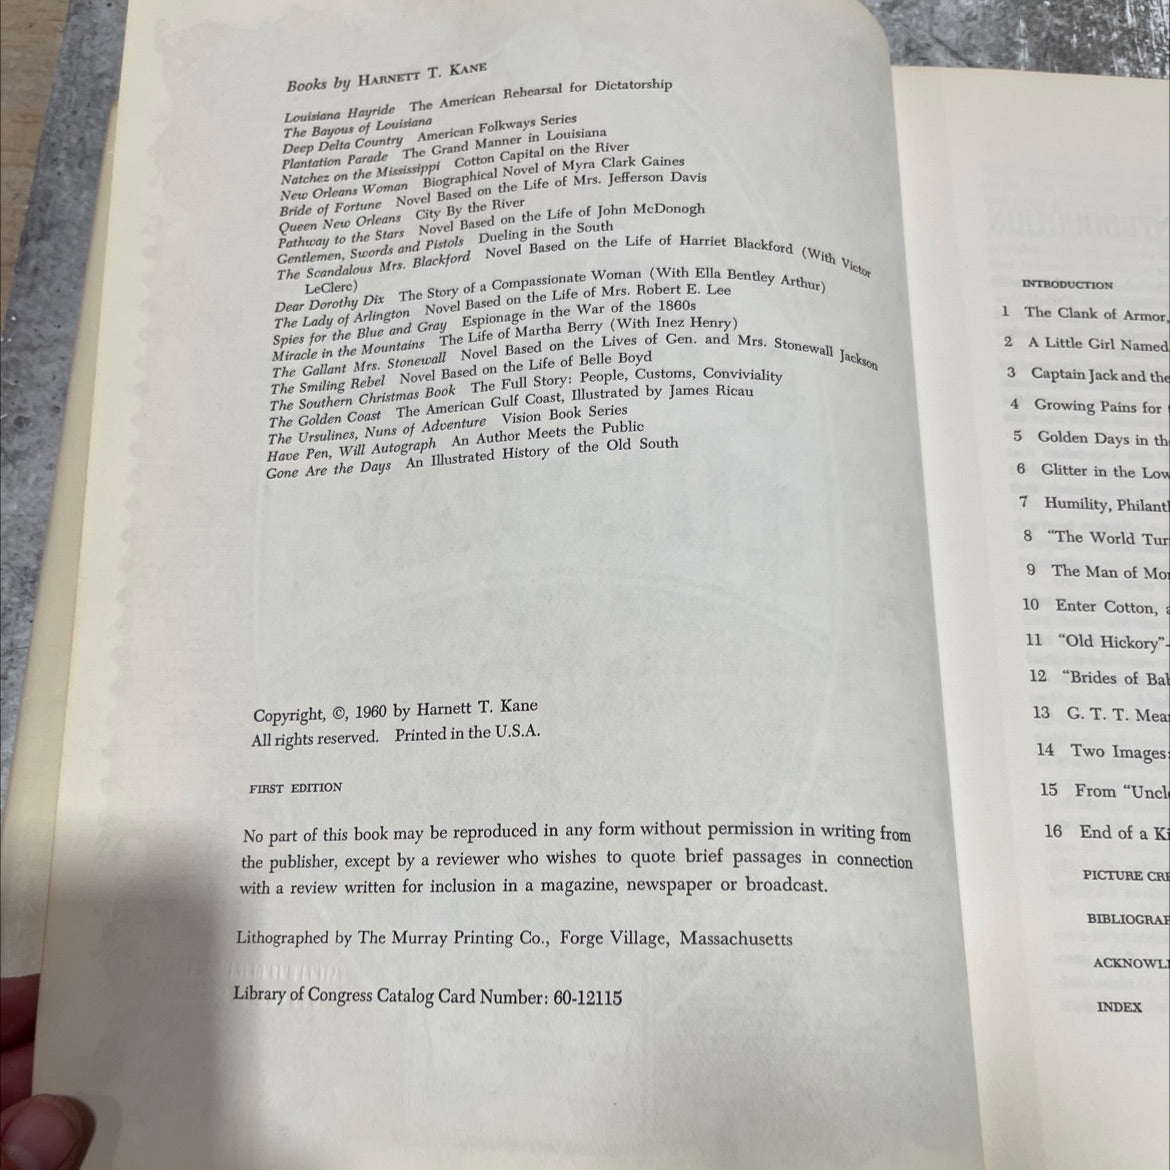 Books by HARNETT T. KANE
Louisiana Hayride The American Rehearsal for Dictatorship
The Bayous of Louisiana
Deep Delta Country American Folkways Series
Plantation Parade The Grand Manner in Louisiana
Natchez on the Mississippi Cotton Capital on the River
New Orleans Woman Biographical Novel of Myra Clark Gaines
Bride of Fortune Novel Based on the Life of Mrs. Jefferson Davis
Queen New Orleans City By the River
Pathway to the Stars Novel Based on the Life of John McDonogh
Gentlemen, Swords and Pistols Dueling in the South
The Scandalous Mrs. Blackford Novel Based on the Life of Harriet Blackford (With Victor
LeClerc)
Dear Dorothy Dix The Story of a Compassionate Woman (With Ella Bentley Arthur)
The Lady of Arlington Novel Based on the Life of Mrs. Robert E. Lee
Spies for the Blue and Gray Espionage in the War of the 1860s
Miracle in the Mountains The Life of Martha Berry (With Inez Henry)
The Gallant Mrs. Stonewall Novel Based on the Lives of Gen. and Mrs. Stonewall Jackson
The Smiling Rebel Novel Based on the Life of Belle Boyd
The Southern Christmas Book The Full Story: People, Customs, Conviviality
The Golden Coast The American Gulf Coast, Illustrated by James Ricau
The Ursulines, Nuns of Adventure Vision Book Series
Have Pen, Will Autograph An Author Meets the Public
Gone Are the Days An Illustrated History of the Old South
Copyright, ©, 1960 by Harnett T. Kane
All rights reserved. Printed in the U.S.A.
FIRST EDITION
No part of this book may be reproduced in any form without permission in writing from
the publisher, except by a reviewer who wishes to quote brief passages in connection
with a review written for inclusion in a magazine, newspaper or broadcast.
Lithographed by The Murray Printing Co., Forge Village, Massachusetts
Library of Congress Catalog Card Number: 60-12115
INTRODUCTION
1 The Clank of Armor,
2 A Little Girl Named
3 Captain Jack and the
4 Growing Pains for
5 Golden Days in th
6 Glitter in the Low
7 Humility, Philant
8 "The World Tur
9 The Man of Mo
10 Enter Cotton,
11 "Old Hickory"-
12 "Brides of Ba
13 G. T. T. Mea
14 Two Images:
15 From "Uncl
16 End of a Ki
PICTURE CRE
BIBLIOGRAP
ACKNOWL
INDEX